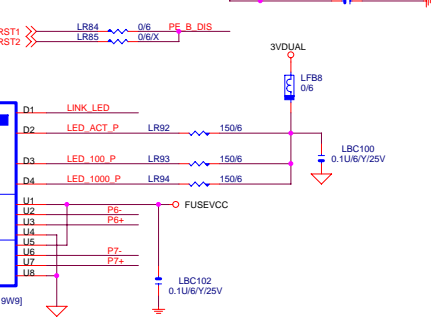 RST1 LR84 0/6 PE_B_DIS
RST2 LR85 0/6/X
3VDUAL
LFB8
0/6
D1 LINK_LED
D2 LED_ACT_P LR92 150/6
LBC100
0.1U/6/Y/25V
D3 LED_100_P LR93 150/6
D4 LED_1000_P LR94 150/6
U1 FUSEVCC
U2 P6-
U3 P6+
U4
U5
U6 P7-
U7 P7+
U8
LBC102
0.1U/6/Y/25V
9W9]